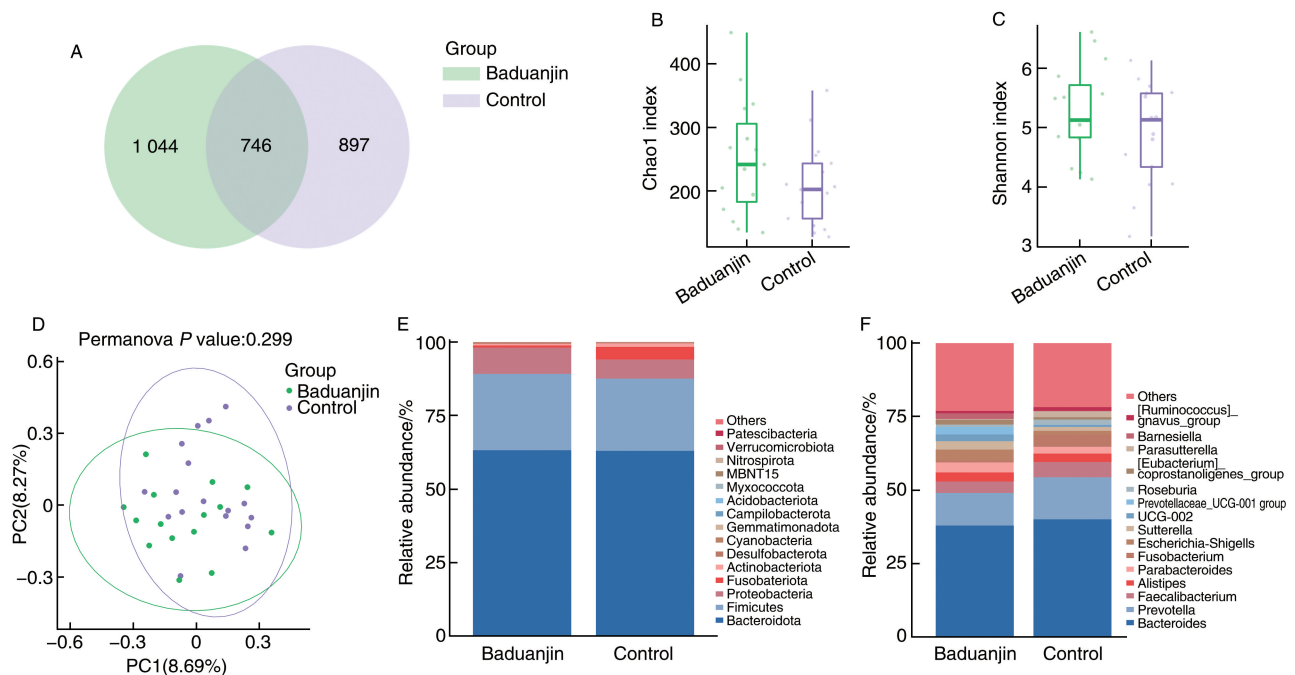 A
Group
Baduanjin
Control
1 044
746
897
B
Chao1 index
400
300
200
Baduanjin
Control
C
Shannon index
6
5
4
3
Baduanjin
Control
D
Permanova P value:0.299
Group
Baduanjin
Control
PC2(8.27%)
0.6
0.3
0
−0.3
−0.6
−0.3
0
0.3
PC1(8.69%)
E
Relative abundance/%
100
75
50
25
0
Baduanjin
Control
Others
Patescibacteria
Verrucomicrobiota
Nitrospirota
MBNT15
Myxococcota
Acidobacteriota
Campilobacterota
Gemmatimonadota
Cyanobacteria
Desulfobacterota
Actinobacteriota
Fusobateriota
Proteobacteria
Fimicutes
Bacteroidota
F
Relative abundance/%
100
75
50
25
0
Baduanjin
Control
Others
[Ruminococcus]_
gnavus_group
Barnesiella
Parasutterella
[Eubacterium]_
coprostanoligenes_group
Roseburia
Prevotellaceae_UCG-001 group
UCG-002
Sutterella
Escherichia-Shigells
Fusobacterium
Parabacteroides
Alistipes
Faecalibacterium
Prevotella
Bacteroides